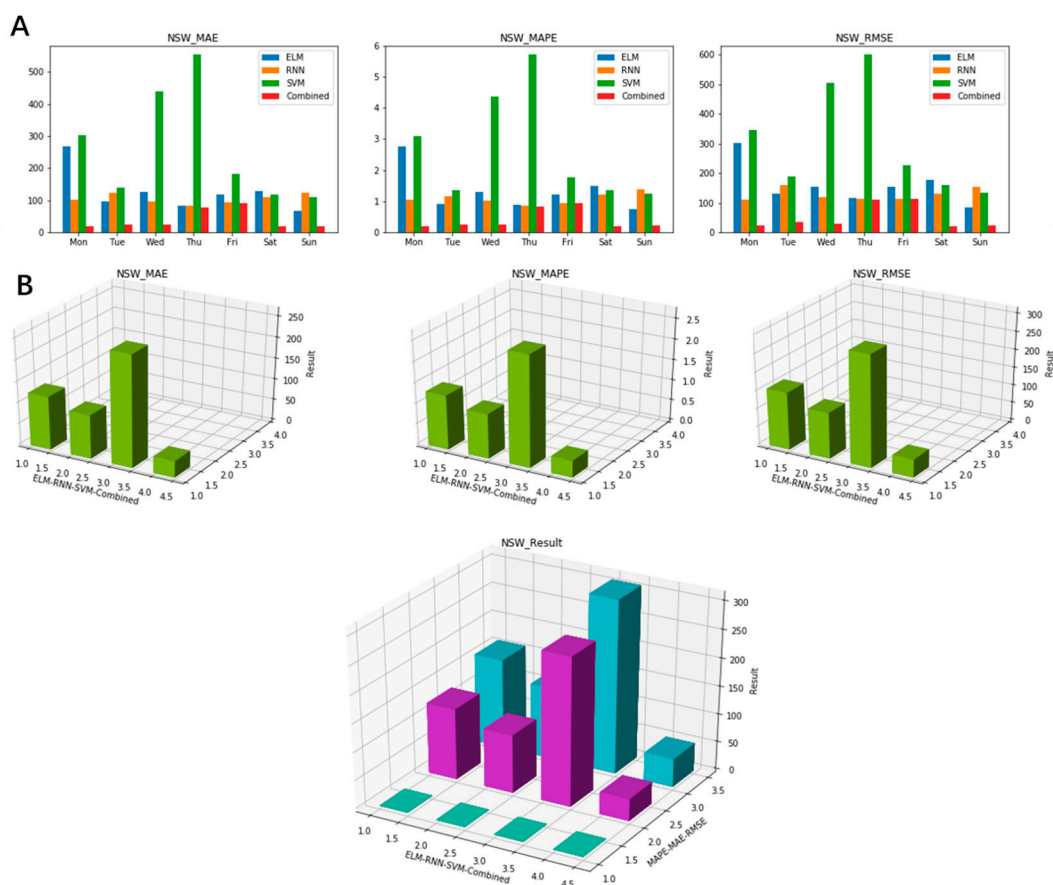 A
NSW_MAE
NSW_MAPE
NSW_RMSE
500
400
300
200
100
0
ELM
RNN
SVM
Combined
Mon Tue Wed Thu Fri Sat Sun
6
5
4
3
2
1
0
ELM
RNN
SVM
Combined
Mon Tue Wed Thu Fri Sat Sun
600
500
400
300
200
100
0
ELM
RNN
SVM
Combined
Mon Tue Wed Thu Fri Sat Sun
B
NSW_MAE
250
200
150
100
50
0
Result
4.0
3.5
3.0
2.5
2.0
1.5
1.0
1.0 1.5 2.0 2.5 3.0 3.5 4.0 4.5
ELM-RNN-SVM-Combined
NSW_MAPE
2.5
2.0
1.5
1.0
0.5
0.0
Result
4.0
3.5
3.0
2.5
2.0
1.5
1.0
1.0 1.5 2.0 2.5 3.0 3.5 4.0 4.5
ELM-RNN-SVM-Combined
NSW_RMSE
300
250
200
150
100
50
0
Result
4.0
3.5
3.0
2.5
2.0
1.5
1.0
1.0 1.5 2.0 2.5 3.0 3.5 4.0 4.5
ELM-RNN-SVM-Combined
NSW_Result
300
250
200
150
100
50
0
Result
3.5
3.0
2.5
2.0
1.5
1.0
MAPE-MAE-RMSE
1.0 1.5 2.0 2.5 3.0 3.5 4.0 4.5
ELM-RNN-SVM-Combined